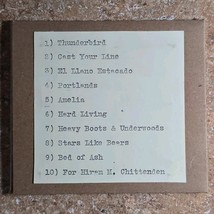 1) Thunderbird
2) Cast Your Line
3) El Llano Estacado
4) Portlands
5) Amelia
6) Hard Living
7) Heavy Boots & Underwoods
8) Stars Like Bears
9) Bed of Ash
10) For Hiram M. Chittenden